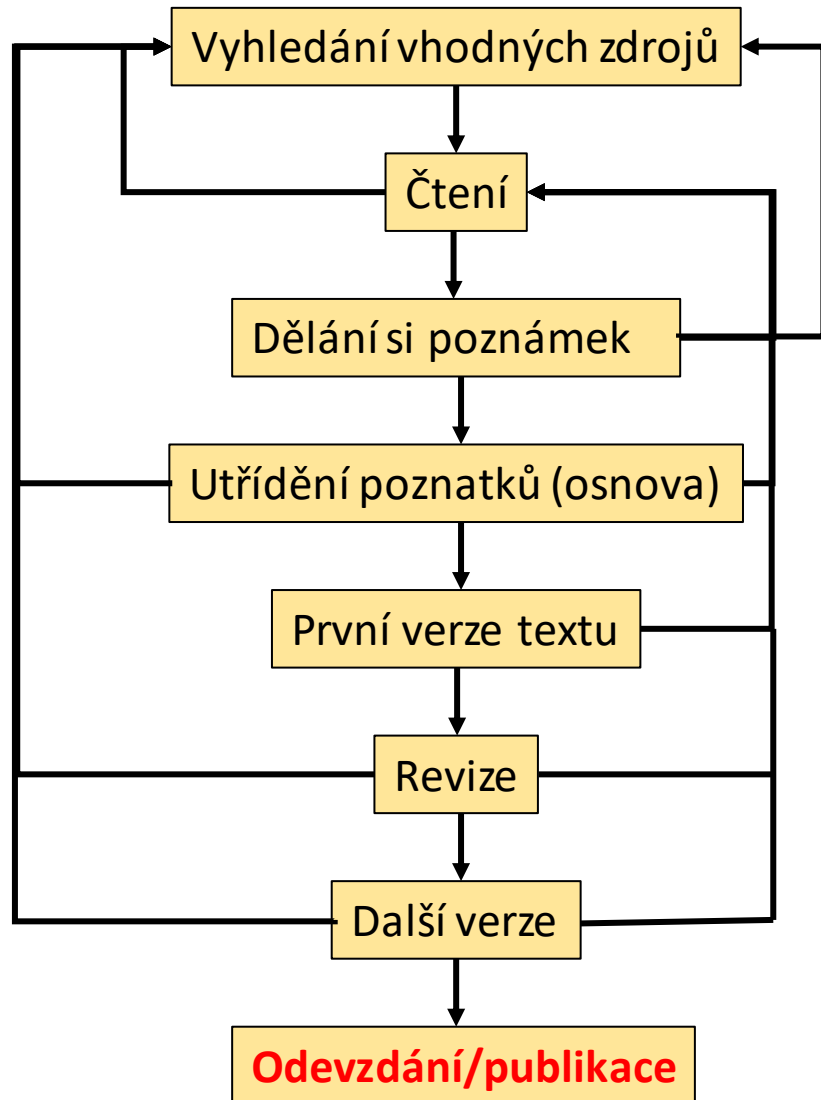 Vyhledání vhodných zdrojů
Čtení
Dělání si poznámek
Utřídění poznatků (osnova)
První verze textu
Revize
Další verze
Odevzdání/publikace